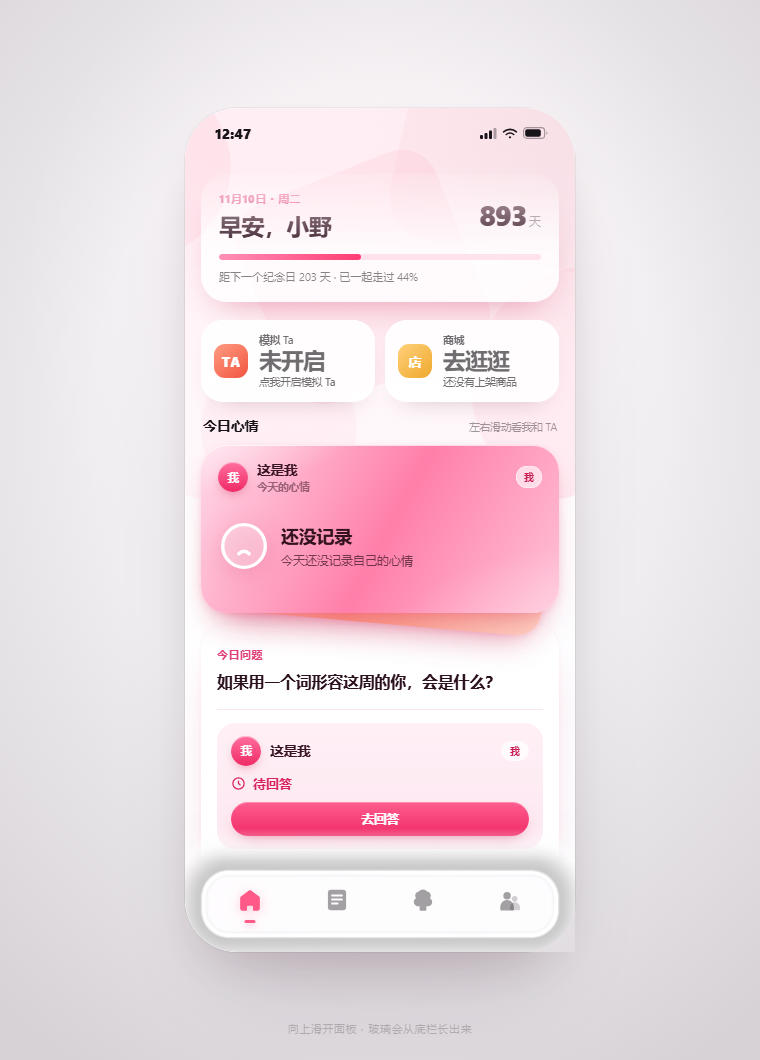 12:47
11月10日 · 周二
早安，小野
893天
距下一个纪念日 203 天 · 已一起走过 44%
TA
模拟 Ta
未开启
点我开启模拟 Ta
店
商城
去逛逛
还没有上架商品
今日心情
左右滑动看我和 TA
我
这是我
今天的心情
我
还没记录
今天还没记录自己的心情
今日问题
如果用一个词形容这周的你，会是什么?
我
这是我
我
待回答
去回答
向上滑开面板 · 玻璃会从底栏长出来